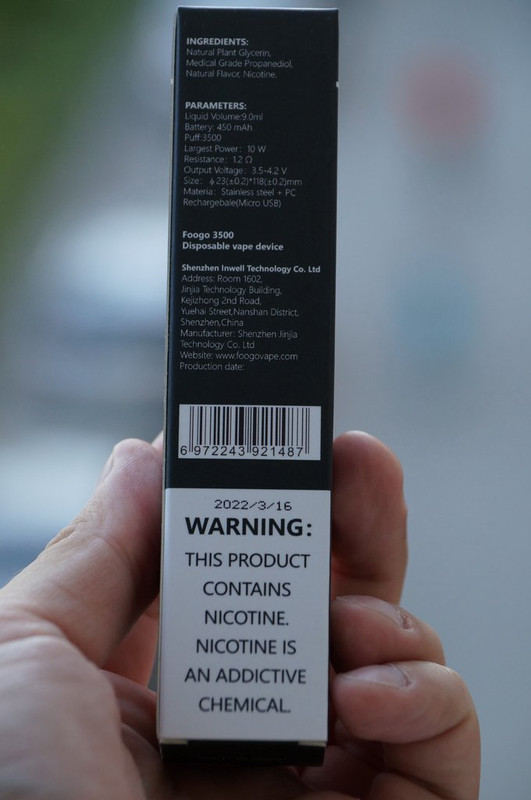 INGREDIENTS:
Natural Plant Glycerin,
Medical Grade Propanediol,
Natural Flavor, Nicotine.
PARAMETERS:
Liquid Volume:9.0ml
Battery: 450 mAh
Puff:3500
Largest Power: 10 W
Resistance: 1.2 Ω
Output Voltage: 3.5-4.2 V
Size: ϕ23(±0.2)*118(±0.2)mm
Materia: Stainless steel + PC
Rechargebale(Micro USB)
Foogo 3500
Disposable vape device
Shenzhen Inwell Technology Co. Ltd
Address: Room 1602,
Jinjia Technology Building,
Kejizhong 2nd Road,
Yuehai Street,Nanshan District,
Shenzhen,China
Manufacturer: Shenzhen Jinjia
Technology Co. Ltd
Website: www.foogovape.com
Production date:
6 972243 921487
2022/3/16
WARNING:
THIS PRODUCT
CONTAINS
NICOTINE.
NICOTINE IS
AN ADDICTIVE
CHEMICAL.